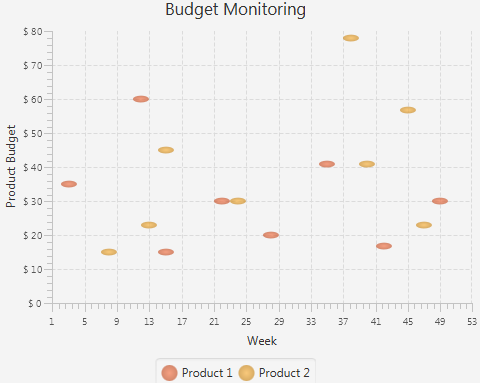 Budget Monitoring
$ 80
$ 70
$ 60
$ 50
$ 40
$ 30
$ 20
$ 10
$ 0
Product Budget
1 5 9 13 17 21 25 29 33 37 41 45 49 53
Week
Product 1 Product 2